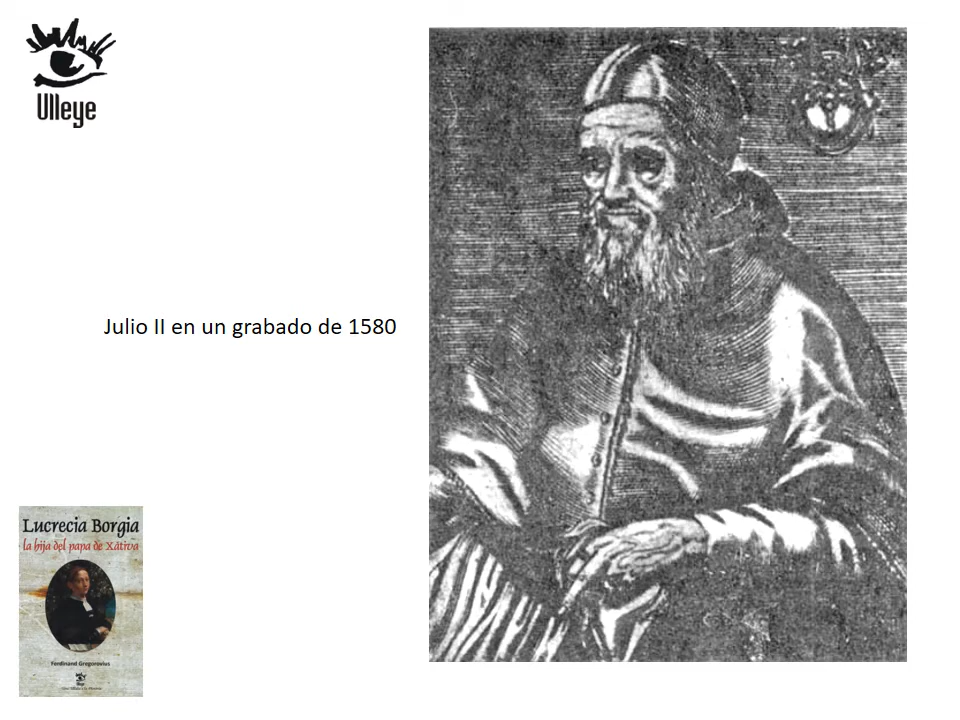 Ulleye
Julio II en un grabado de 1580
Lucrecia Borgia
la hija del papa de Xàtiva
Ferdinand Gregorovius